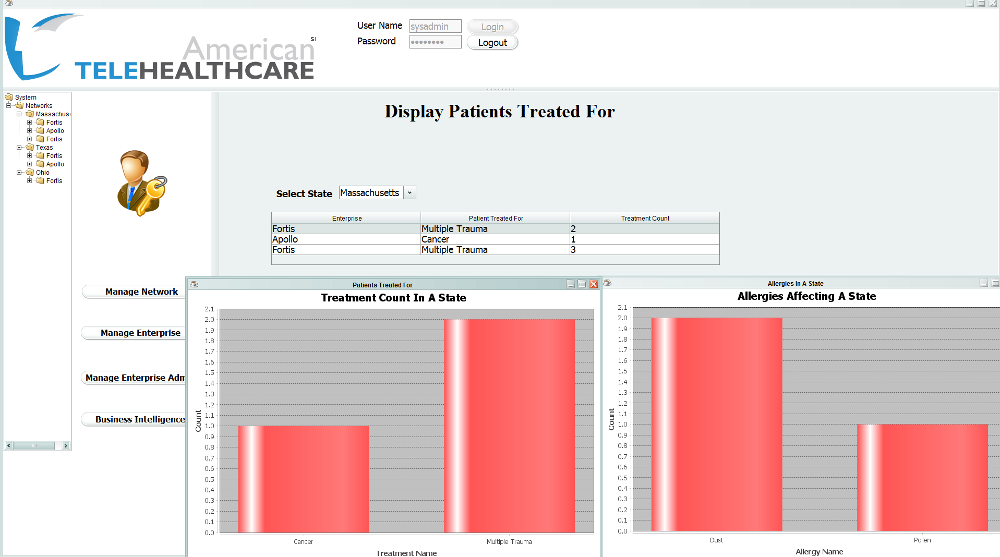 American
TELEHEALTHCARE
User Name sysadmin Login
Password Logout
System
Networks
Massachuse
Fortis
Apollo
Fortis
Texas
Fortis
Apollo
Ohio
Fortis
Manage Network
Manage Enterprise
Manage Enterprise Adm
Business Intelligence
Display Patients Treated For
Select State Massachusetts
Enterprise Patient Treated For Treatment Count
Fortis Multiple Trauma 2
Apollo Cancer 1
Fortis Multiple Trauma 3
Patients Treated For
Treatment Count In A State
2.1
2.0
1.9
1.8
1.7
1.6
1.5
1.4
1.3
1.2
1.1
1.0
0.9
0.8
0.7
0.6
0.5
0.4
0.3
0.2
0.1
0.0
Count
Cancer Multiple Trauma
Treatment Name
Allergies In A State
Allergies Affecting A State
2.1
2.0
1.9
1.8
1.7
1.6
1.5
1.4
1.3
1.2
1.1
1.0
0.9
0.8
0.7
0.6
0.5
0.4
0.3
0.2
0.1
0.0
Count
Dust Pollen
Allergy Name